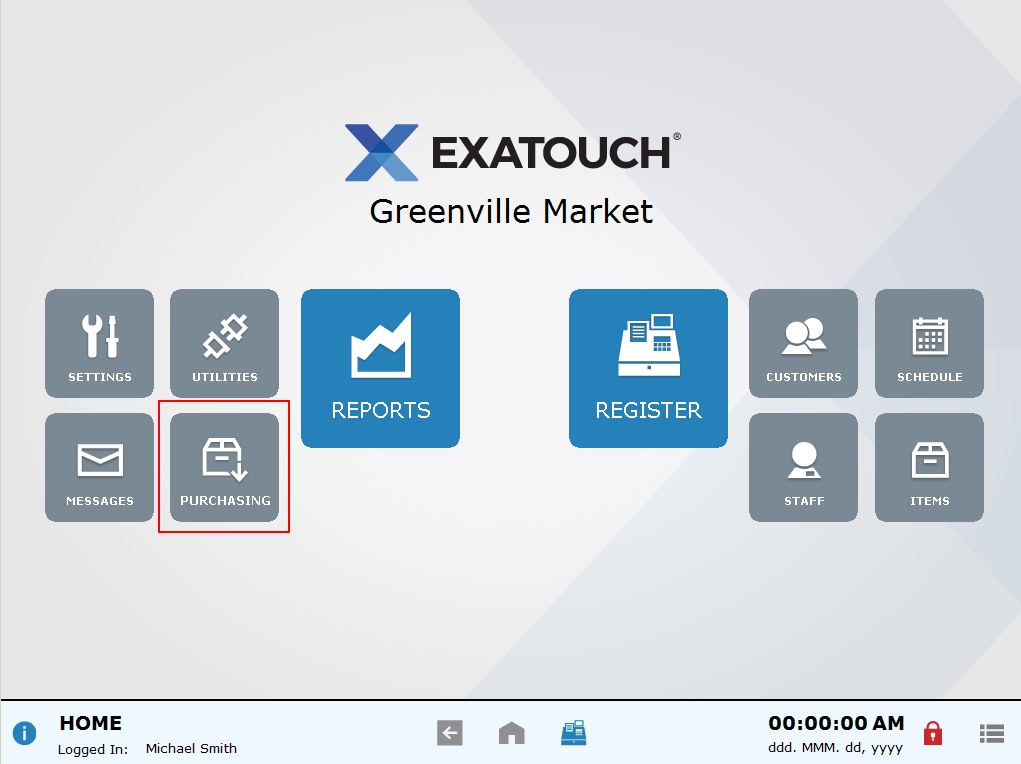 EXATOUCH®
Greenville Market
SETTINGS
UTILITIES
REPORTS
REGISTER
CUSTOMERS
SCHEDULE
MESSAGES
PURCHASING
STAFF
ITEMS
HOME
Logged In: Michael Smith
00:00:00 AM
ddd. MMM. dd, yyyy